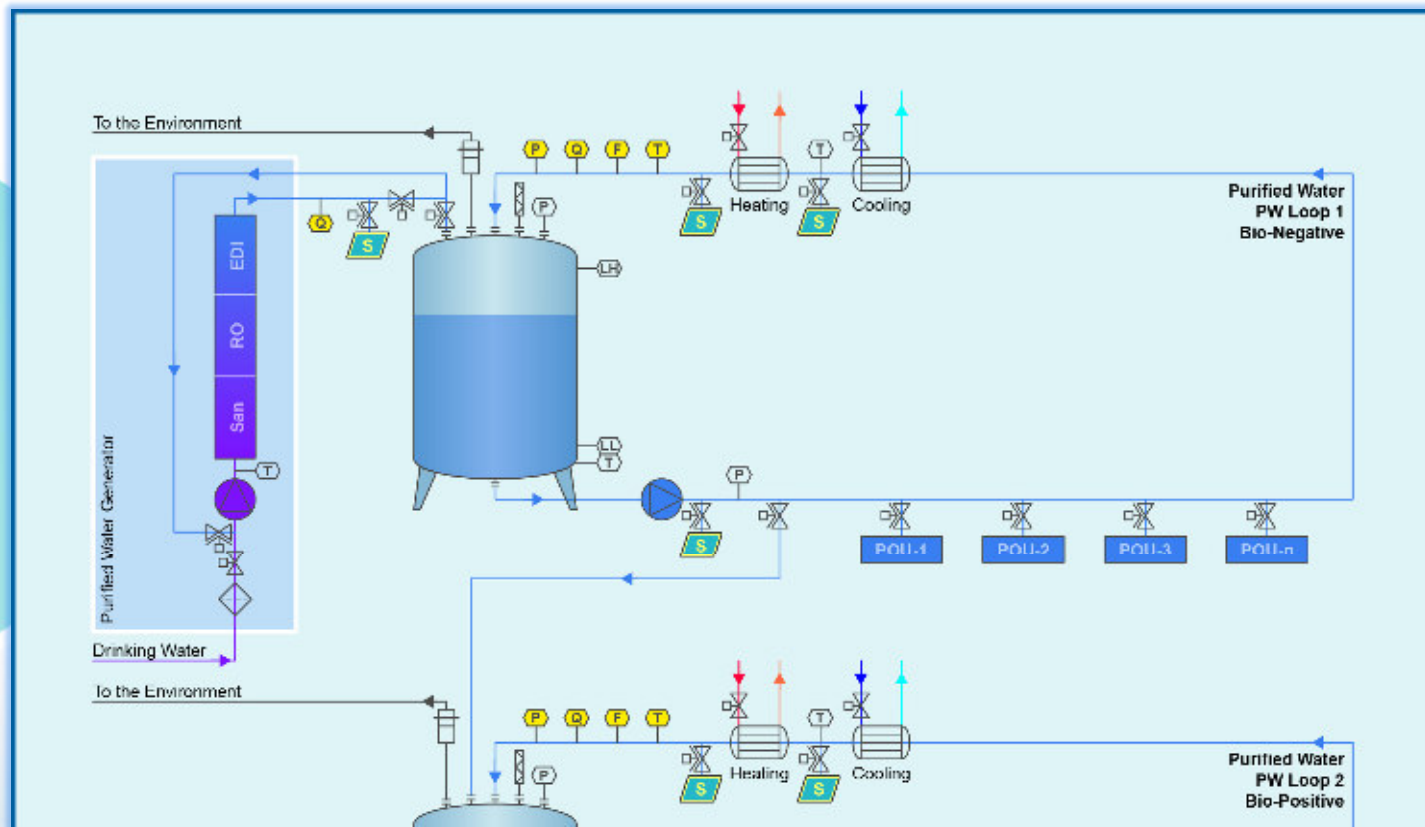 To the Environment
P Q F T
T
Heating
Cooling
Purified Water
PW Loop 1
Bio-Negative
S
S
Q
S
P
EDI
RO
San
T
LH
LL
T
P
S
POU-1
POU-2
POU-3
POU-n
Purified Water Generator
Drinking Water
To the Environment
P Q F T
T
Heating
Cooling
Purified Water
PW Loop 2
Bio-Positive
P
S
S